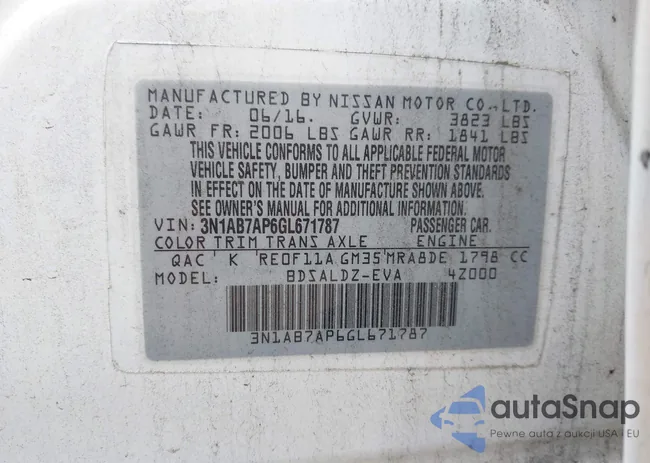 MANUFACTURED BY NISSAN MOTOR CO.,LTD.
DATE: 06/16. GVWR: 3823 LBS
GAWR FR: 2006 LBS GAWR RR: 1841 LBS
THIS VEHICLE CONFORMS TO ALL APPLICABLE FEDERAL MOTOR
VEHICLE SAFETY, BUMPER AND THEFT PREVENTION STANDARDS
IN EFFECT ON THE DATE OF MANUFACTURE SHOWN ABOVE.
SEE OWNER'S MANUAL FOR ADDITIONAL INFORMATION.
VIN: 3N1AB7AP6GL671787 PASSENGER CAR.
COLOR TRIM TRANS AXLE ENGINE
QAC' K RE0F11A GM35 MRA8DE 1798 CC
MODEL: BDSALDZ-EVA 4Z000
3N1AB7AP6GL671787
autaSnap
Pewne auta z aukcji USA - EU